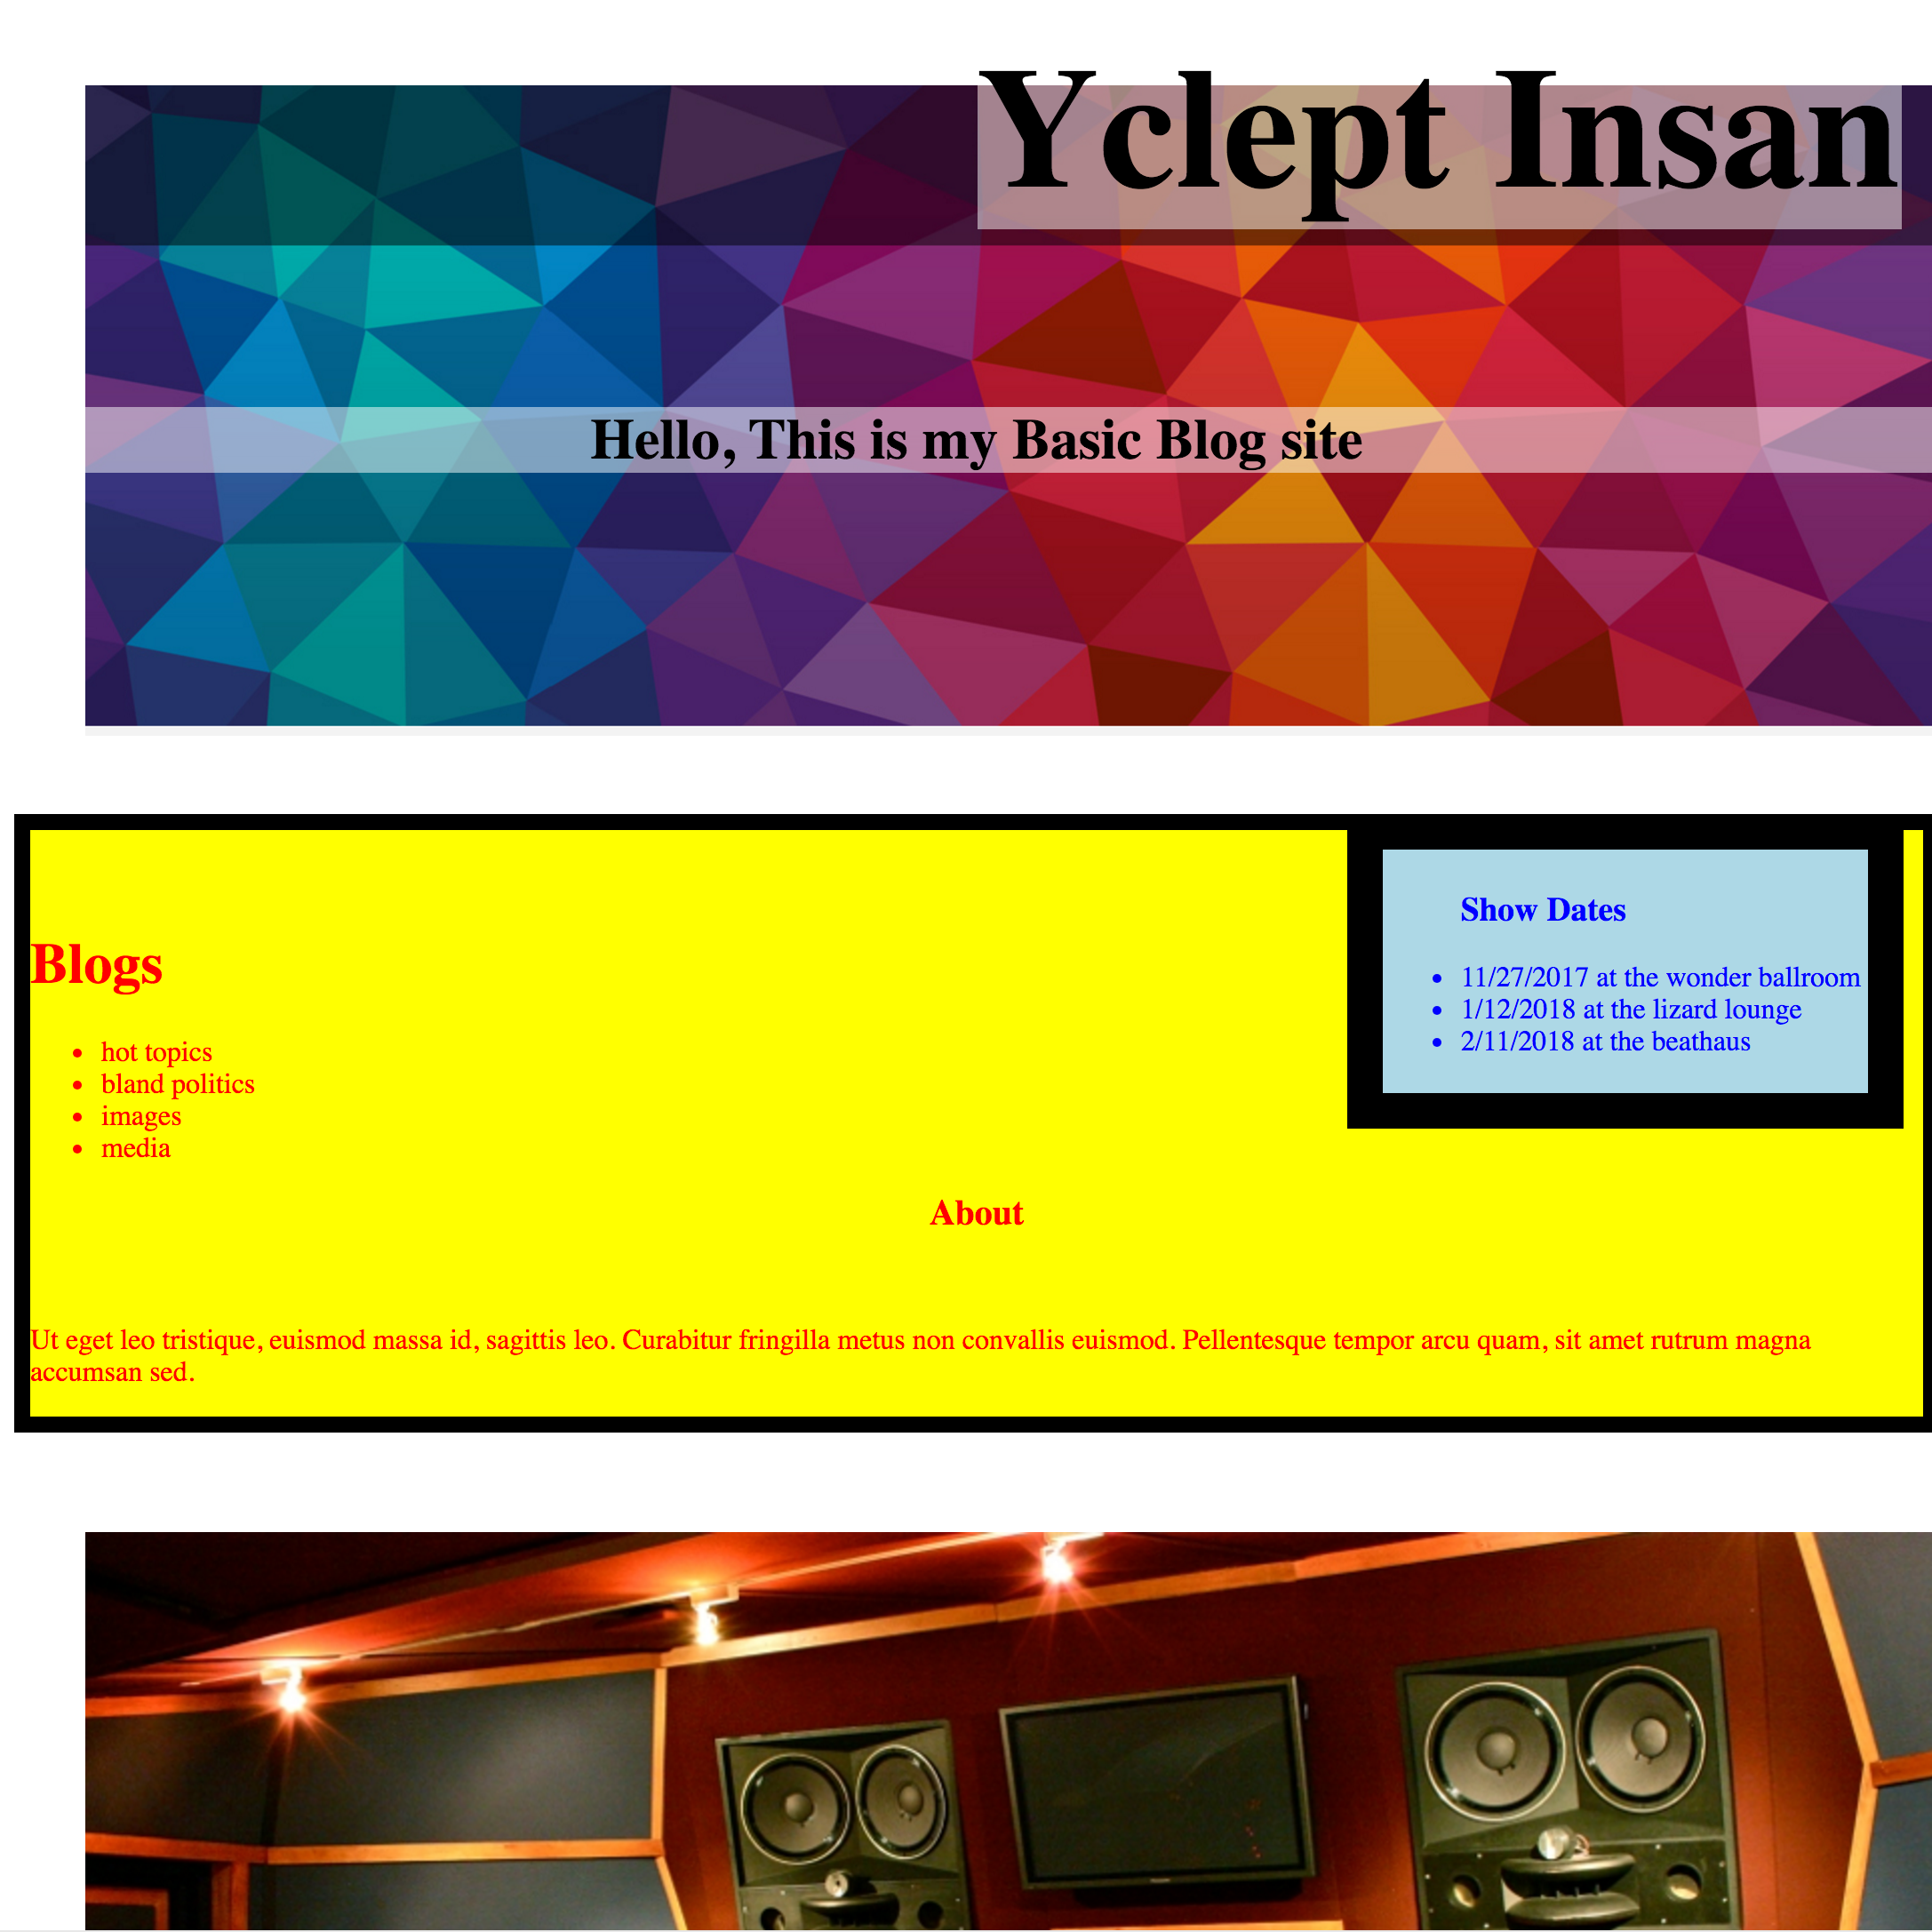 Yclept Insan
Hello, This is my Basic Blog site
Show Dates
11/27/2017 at the wonder ballroom
1/12/2018 at the lizard lounge
2/11/2018 at the beathaus
Blogs
hot topics
bland politics
images
media
About
Ut eget leo tristique, euismod massa id, sagittis leo. Curabitur fringilla metus non convallis euismod. Pellentesque tempor arcu quam, sit amet rutrum magna
accumsan sed.